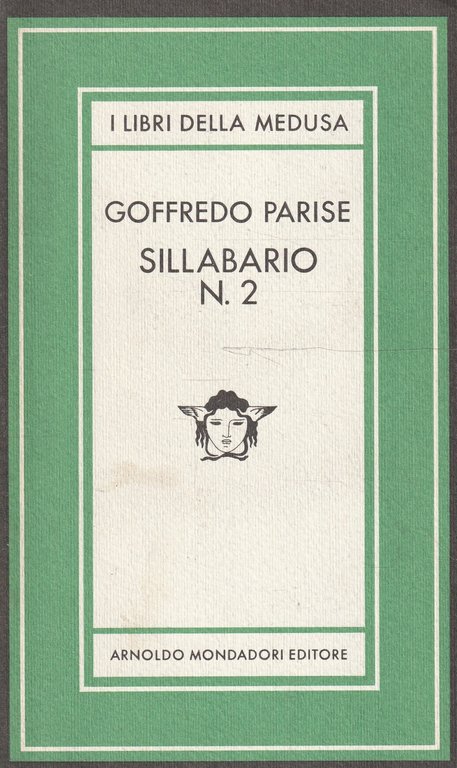 I LIBRI DELLA MEDUSA
GOFFREDO PARISE
SILLABARIO
N. 2
ARNOLDO MONDADORI EDITORE